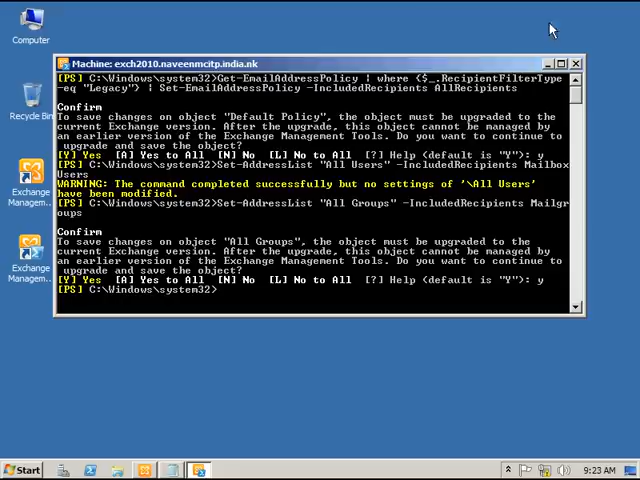 Computer
Machine: exch2010.naveenmcitp.india.nk
[PS] C:\Windows\system32>Get-EmailAddressPolicy | where {$_.RecipientFilterType
-eq "Legacy"} | Set-EmailAddressPolicy -IncludedRecipients AllRecipients
Confirm
To save changes on object "Default Policy", the object must be upgraded to the
current Exchange version. After the upgrade, this object cannot be managed by
an earlier version of the Exchange Management Tools. Do you want to continue to
upgrade and save the object?
[Y] Yes [A] Yes to All [N] No [L] No to All [?] Help (default is "Y"): y
[PS] C:\Windows\system32>Set-AddressList "All Users" -IncludedRecipients Mailbox
Users
WARNING: The command completed successfully but no settings of '\All Users'
have been modified.
[PS] C:\Windows\system32>Set-AddressList "All Groups" -IncludedRecipients Mailgr
oups
Confirm
To save changes on object "All Groups", the object must be upgraded to the
current Exchange version. After the upgrade, this object cannot be managed by
an earlier version of the Exchange Management Tools. Do you want to continue to
upgrade and save the object?
[Y] Yes [A] Yes to All [N] No [L] No to All [?] Help (default is "Y"): y
[PS] C:\Windows\system32>
Recycle Bin
Exchange
Managem...
Exchange
Managem...
Start
9:23 AM